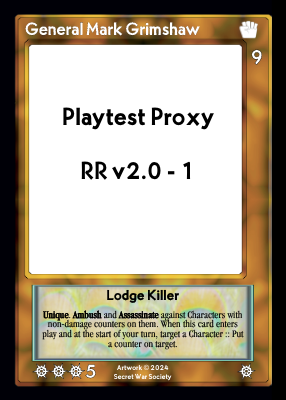 General Mark Grimshaw
9
Playtest Proxy
RR v2.0 - 1
Lodge Killer
Unique. Ambush and Assassinate against Characters with
non-damage counters on them. When this card enters
play and at the start of your turn, target a Character :: Put
a counter on target.
5
Artwork © 2024
Secret War Society